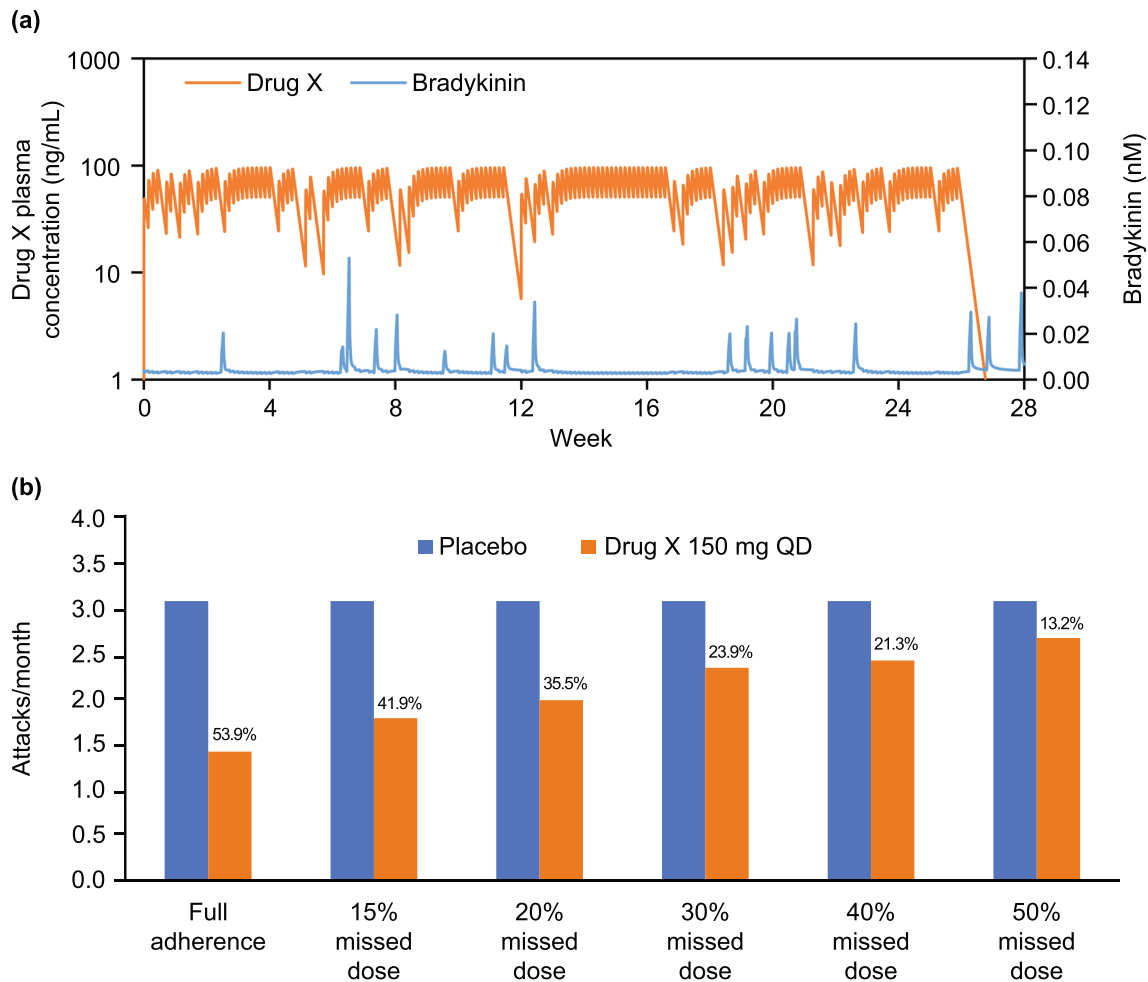 (a)
Drug X Bradykinin
Drug X plasma
concentration (ng/mL)
1000
100
10
1
0.14
0.12
0.10
0.08
0.06
0.04
0.02
0.00
Bradykinin (nM)
0 4 8 12 16 20 24 28
Week
(b)
Placebo Drug X 150 mg QD
Attacks/month
4.0
3.5
3.0
2.5
2.0
1.5
1.0
0.5
0.0
53.9% 41.9% 35.5% 23.9% 21.3% 13.2%
Full
adherence
15%
missed
dose
20%
missed
dose
30%
missed
dose
40%
missed
dose
50%
missed
dose